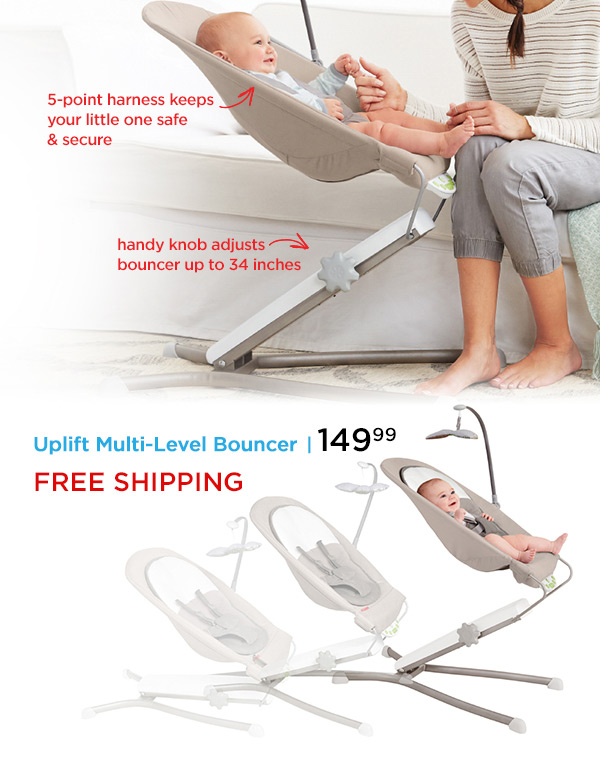 5-point harness keeps
your little one safe
& secure
handy knob adjusts
bouncer up to 34 inches
Uplift Multi-Level Bouncer | 149⁹⁹
FREE SHIPPING